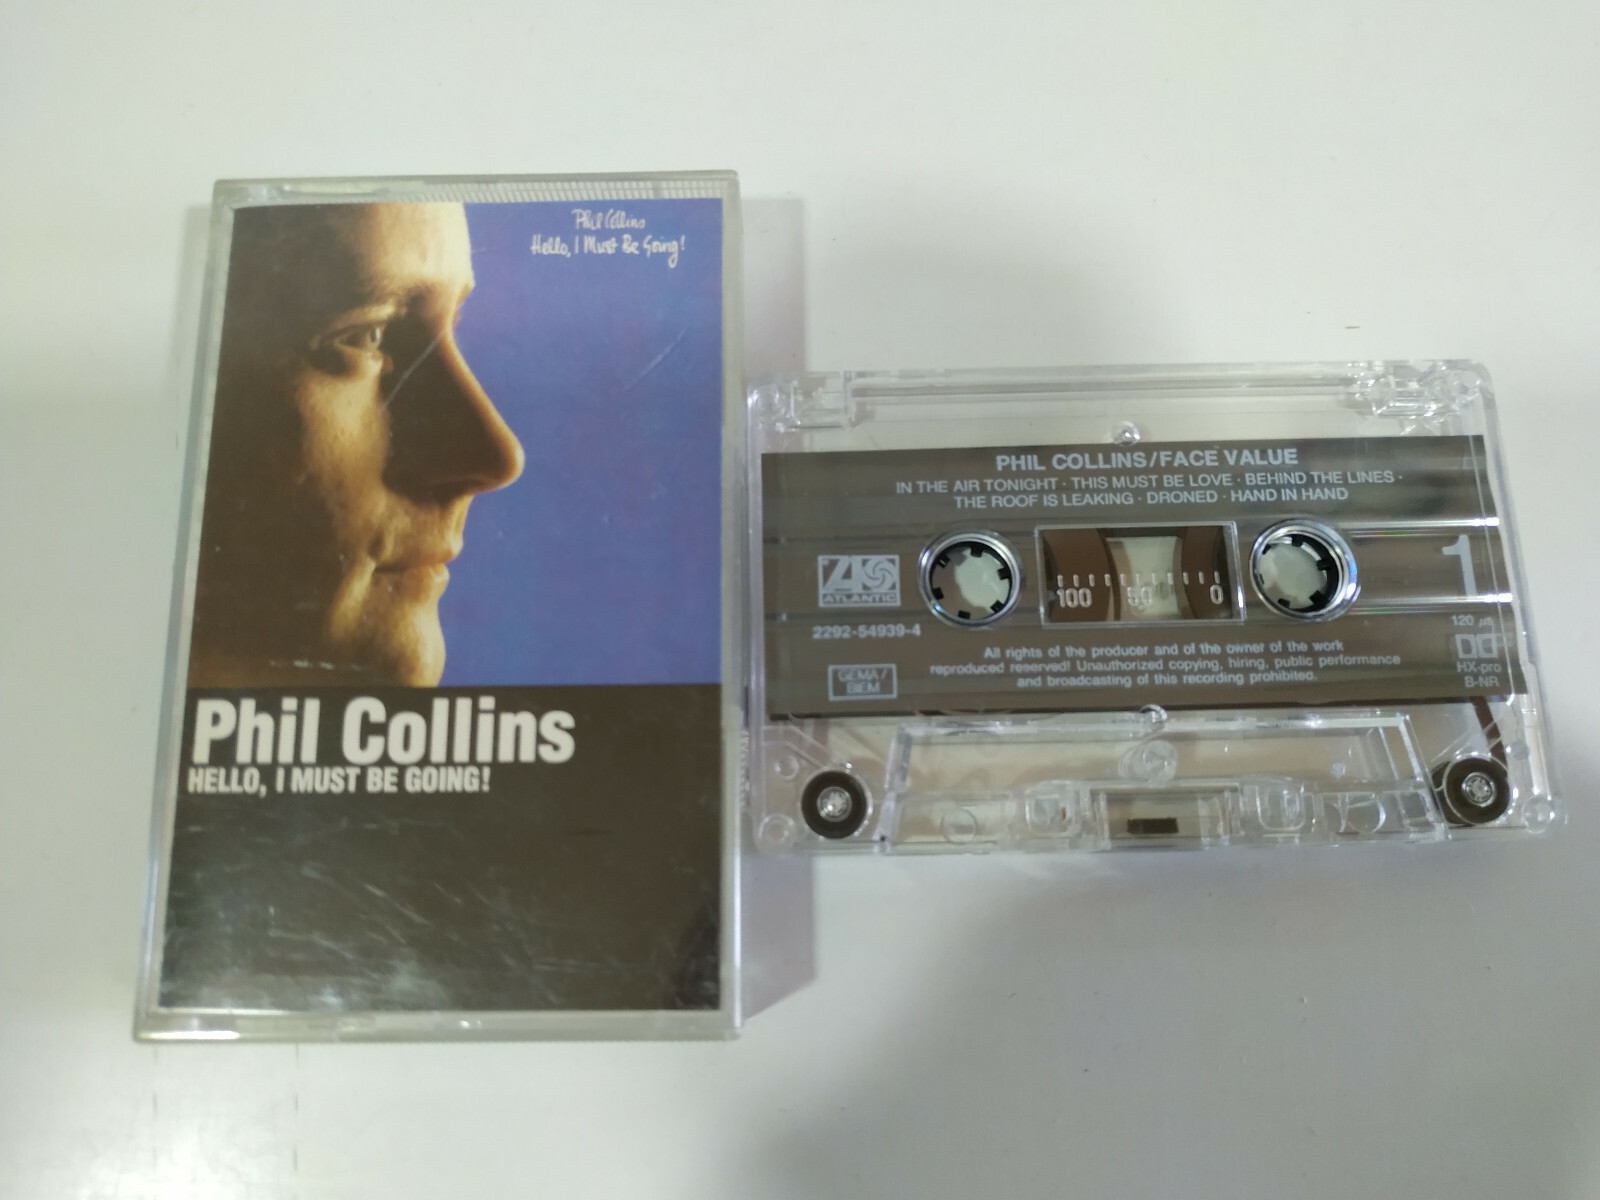 Phil Collins
Hello, I Must Be Going!
Phil Collins
HELLO, I MUST BE GOING!
PHIL COLLINS/FACE VALUE
IN THE AIR TONIGHT · THIS MUST BE LOVE · BEHIND THE LINES ·
THE ROOF IS LEAKING · DRONED · HAND IN HAND
ATLANTIC
2292-54939-4
GEMA/
BIEM
100 50 0
1
120 µs
HX-pro
B-NR
All rights of the producer and of the owner of the work
reproduced reserved! Unauthorized copying, hiring, public performance
and broadcasting of this recording prohibited.